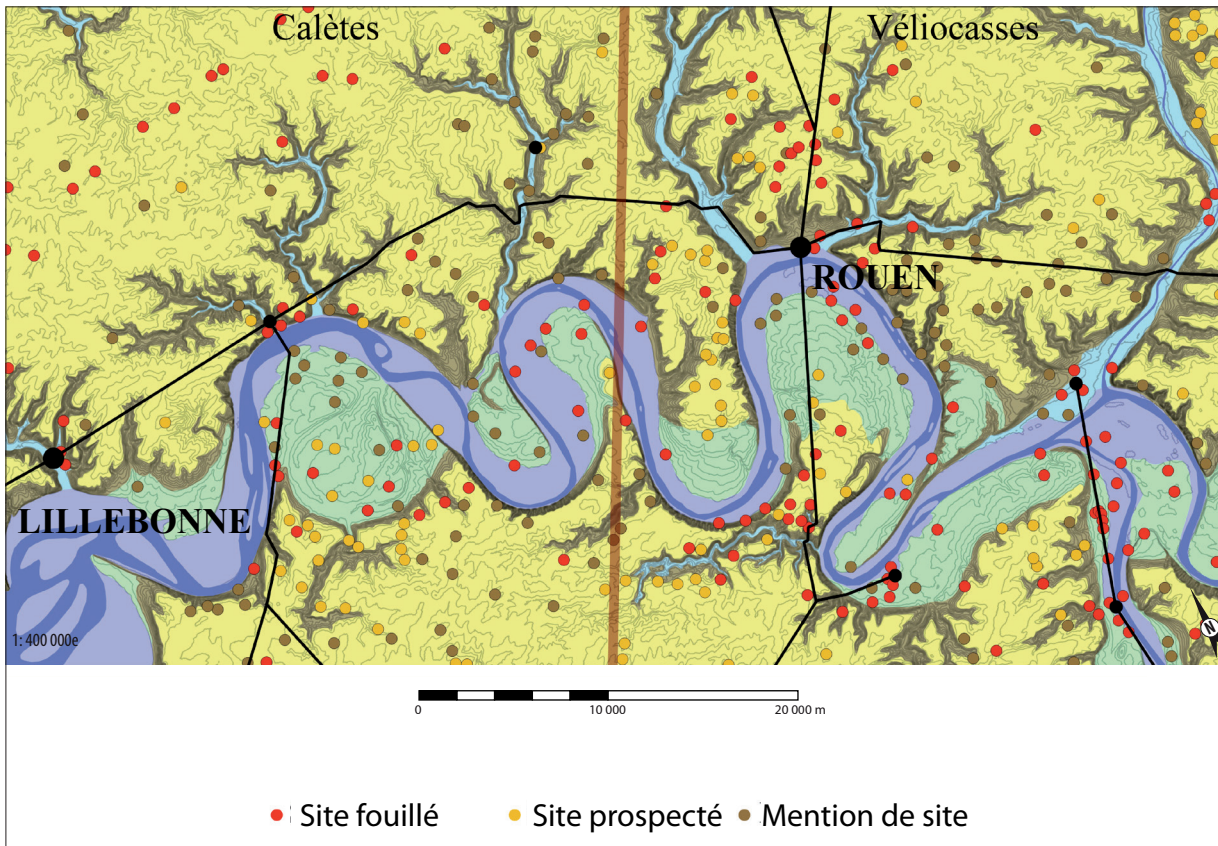 Calètes
Véliocasses
ROUEN
LILLEBONNE
1: 400 000e
N
0
10 000
20 000 m
Site fouillé
Site prospecté
Mention de site